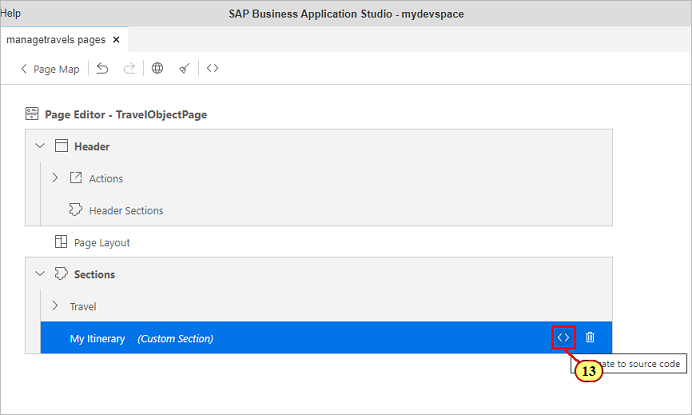 Help
SAP Business Application Studio - mydevspace
managetravels pages ×
Page Map
Page Editor - TravelObjectPage
Header
Actions
Header Sections
Page Layout
Sections
Travel
My Itinerary (Custom Section)
13
ate to source code